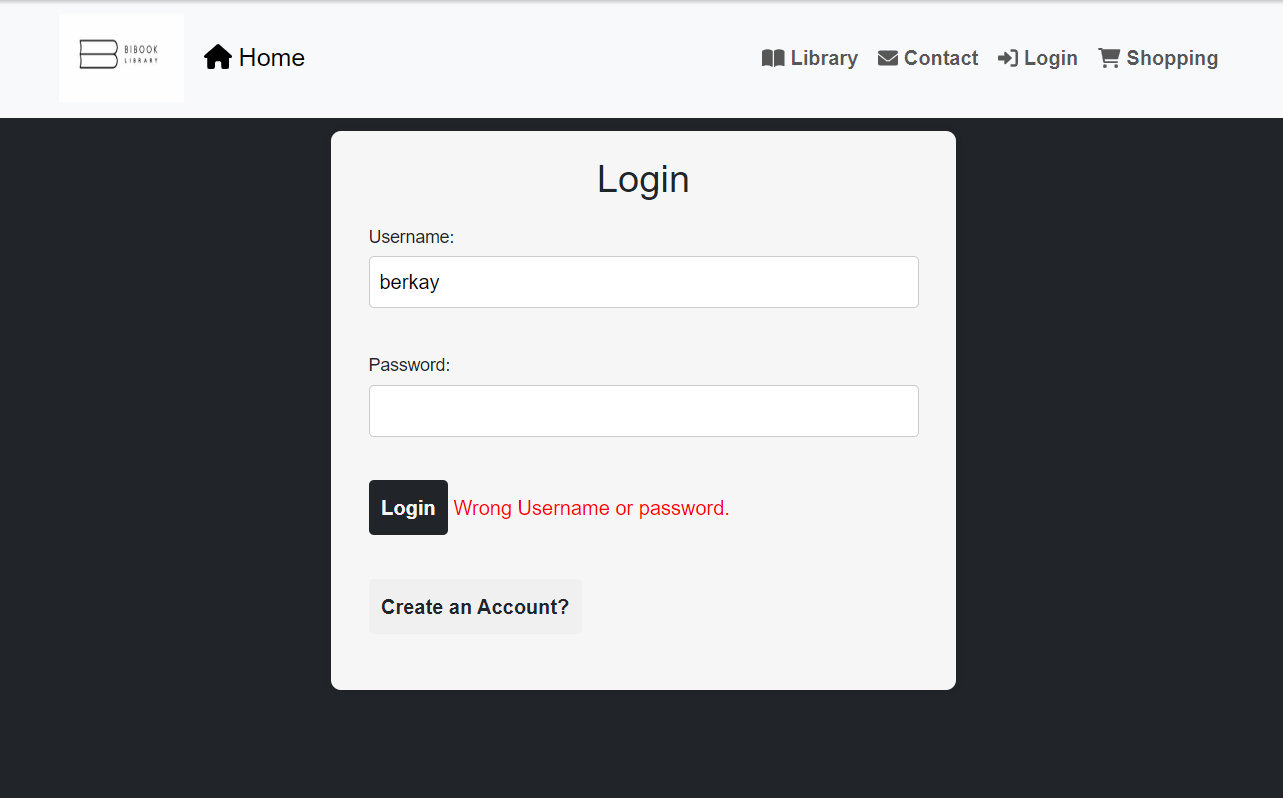 BIBOOK
LIBRARY
Home
Library
Contact
Login
Shopping
Login
Username:
berkay
Password:
Login
Wrong Username or password.
Create an Account?